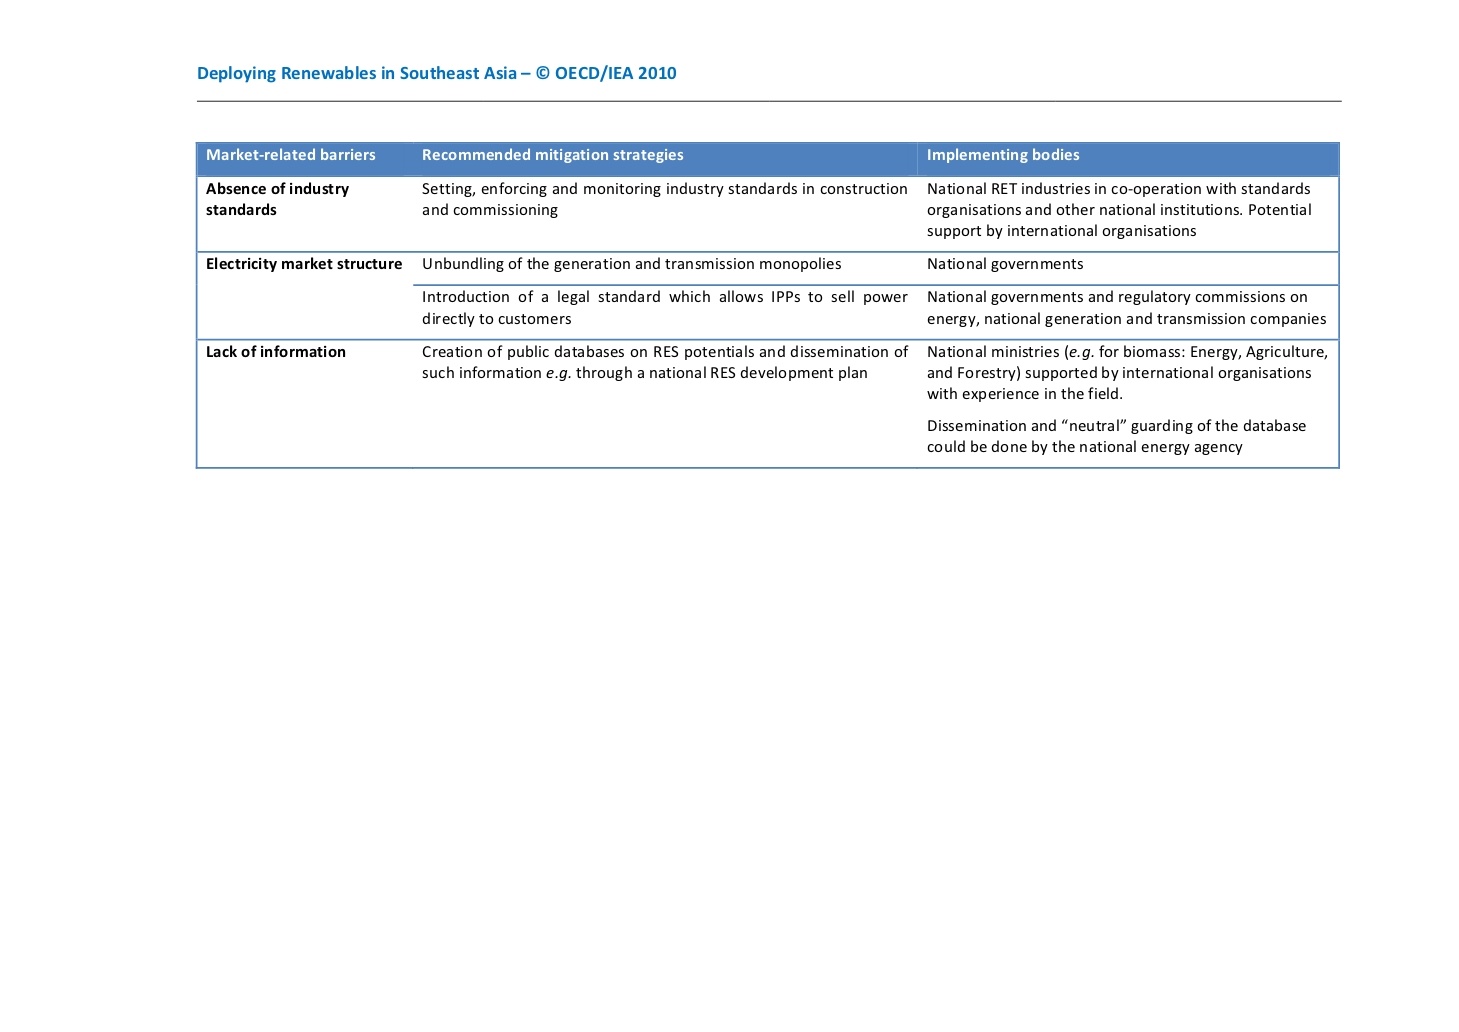 Deploying Renewables in Southeast Asia – © OECD/IEA 2010
Market-related barriers
Recommended mitigation strategies
Implementing bodies
Absence of industry
standards
Setting, enforcing and monitoring industry standards in construction
and commissioning
National RET industries in co-operation with standards
organisations and other national institutions. Potential
support by international organisations
Electricity market structure
Unbundling of the generation and transmission monopolies
National governments
Introduction of a legal standard which allows IPPs to sell power
directly to customers
National governments and regulatory commissions on
energy, national generation and transmission companies
Lack of information
Creation of public databases on RES potentials and dissemination of
such information e.g. through a national RES development plan
National ministries (e.g. for biomass: Energy, Agriculture,
and Forestry) supported by international organisations
with experience in the field.
Dissemination and “neutral” guarding of the database
could be done by the national energy agency